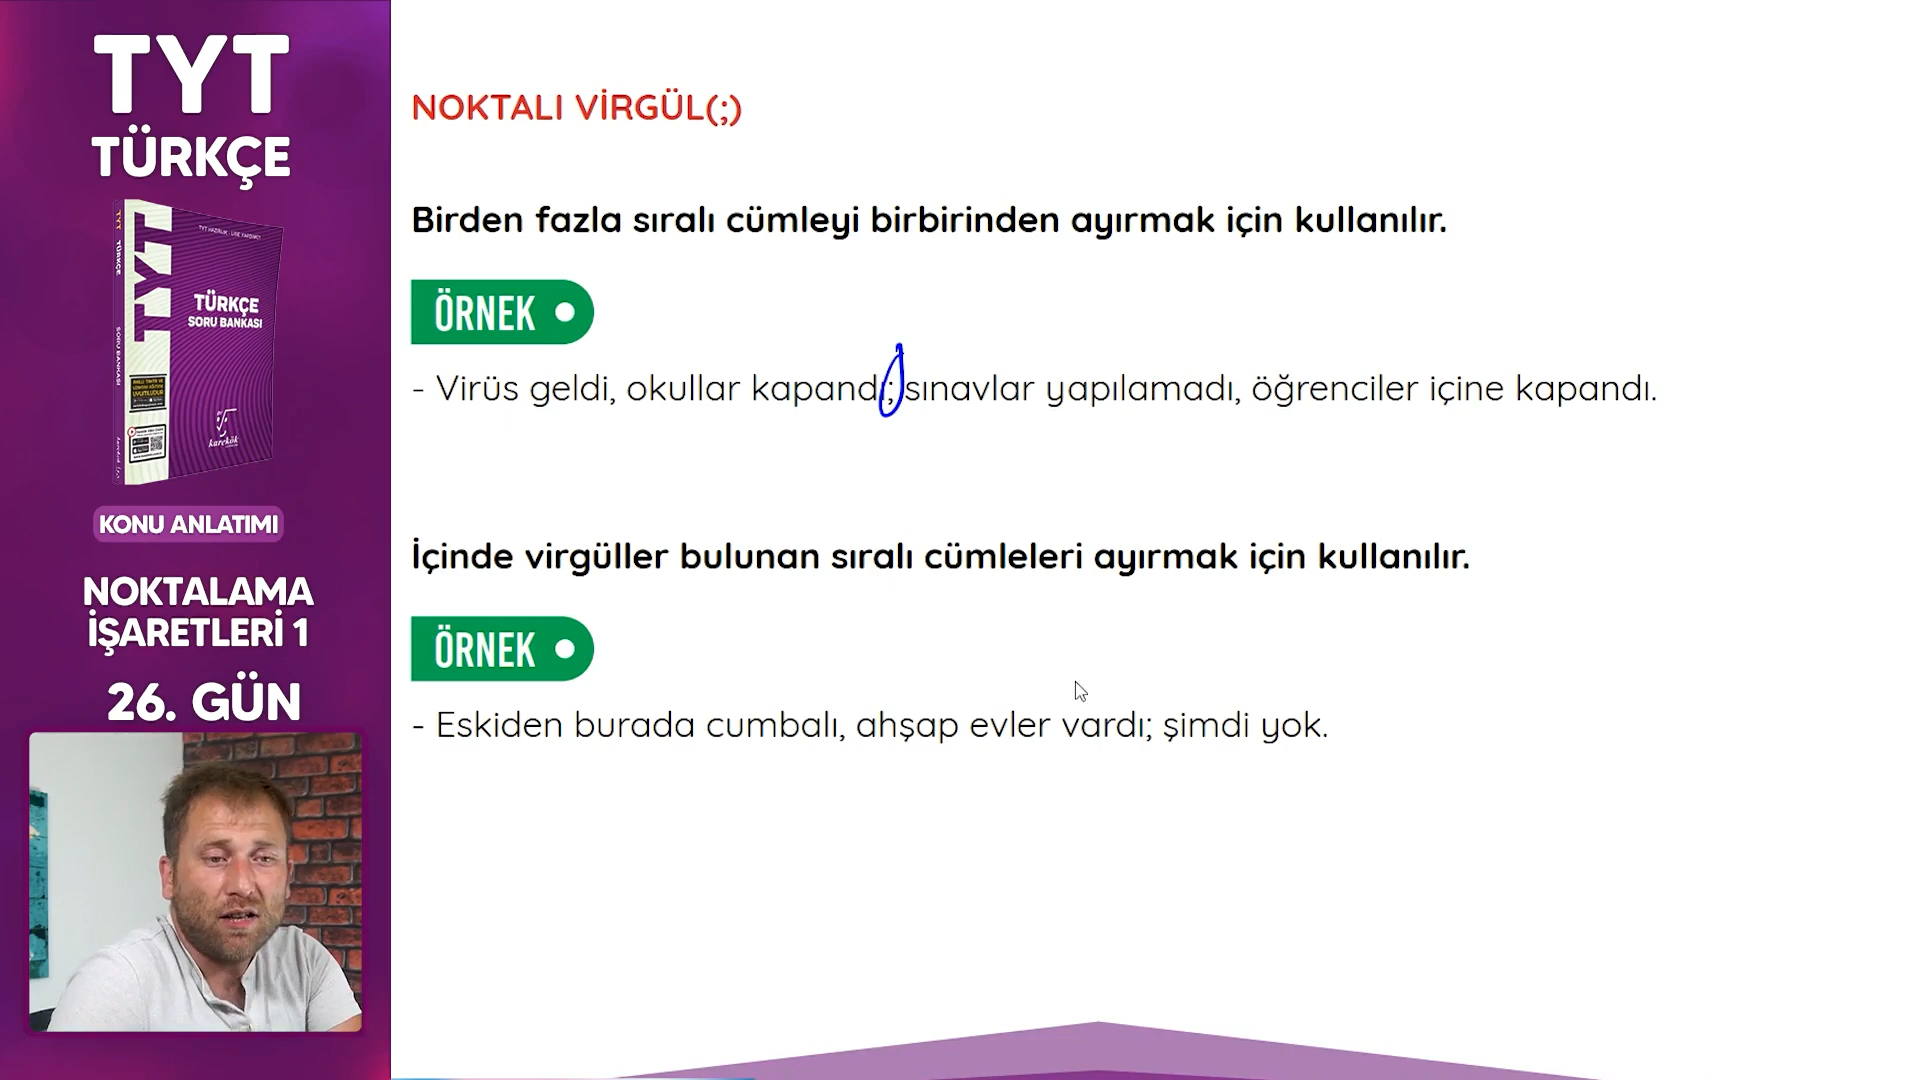 TYT
TÜRKÇE
TYT
TÜRKÇE
SORU BANKASI
karekök
KONU ANLATIMI
NOKTALAMA
İŞARETLERİ 1
26. GÜN
NOKTALI VİRGÜL(;)
Birden fazla sıralı cümleyi birbirinden ayırmak için kullanılır.
ÖRNEK
- Virüs geldi, okullar kapandı; sınavlar yapılamadı, öğrenciler içine kapandı.
İçinde virgüller bulunan sıralı cümleleri ayırmak için kullanılır.
ÖRNEK
- Eskiden burada cumbalı, ahşap evler vardı; şimdi yok.